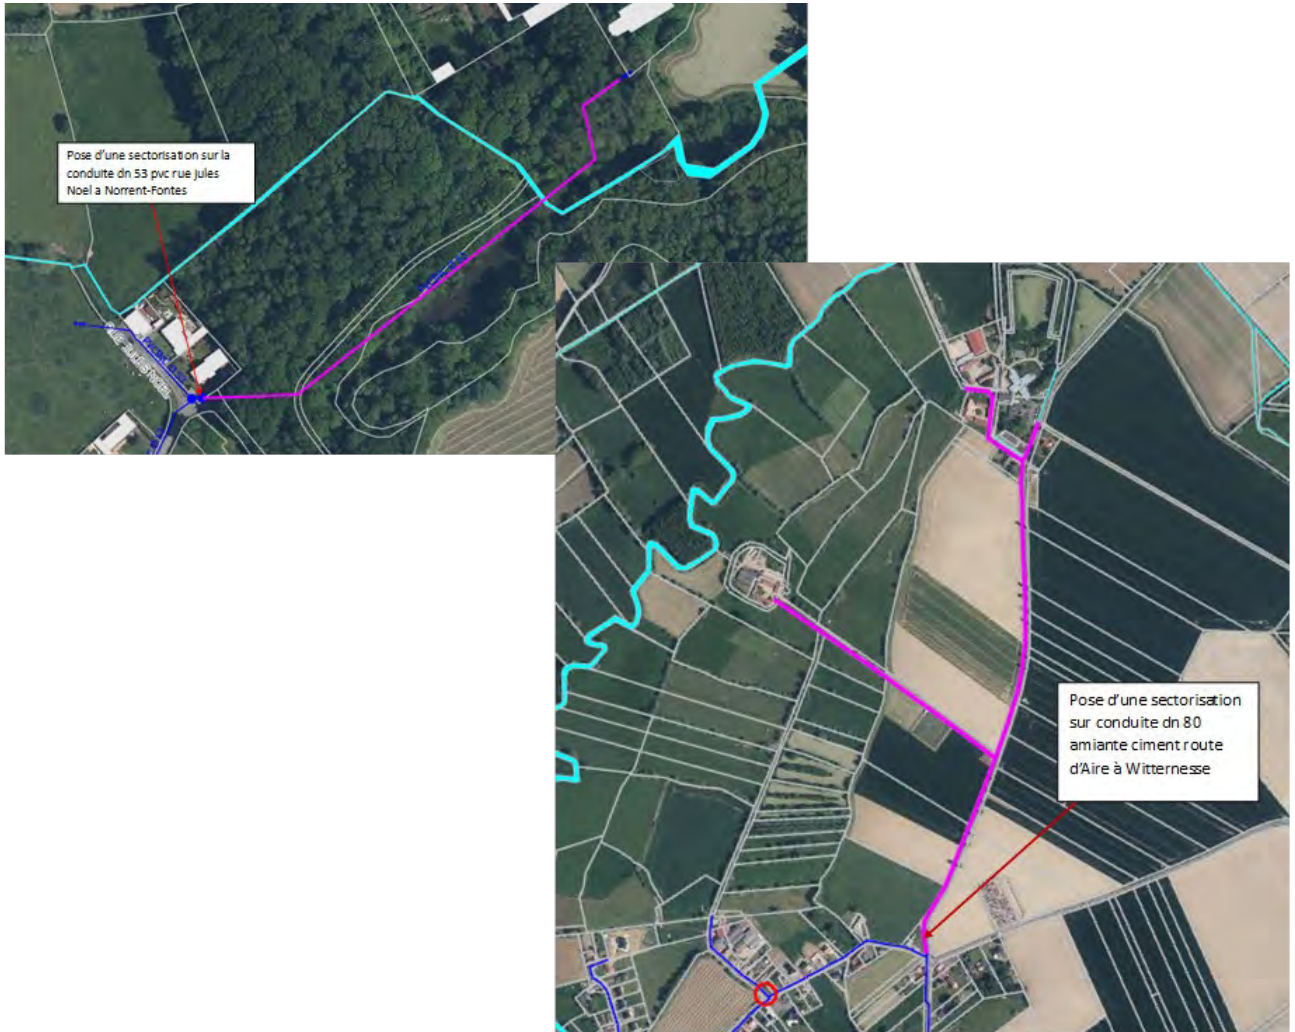 Pose d'une sectorisation sur la
conduite dn 53 pvc rue Jules
Noel a Norrent-Fontes
Pose d'une sectorisation
sur conduite dn 80
amiante ciment route
d'Aire à Witternesse